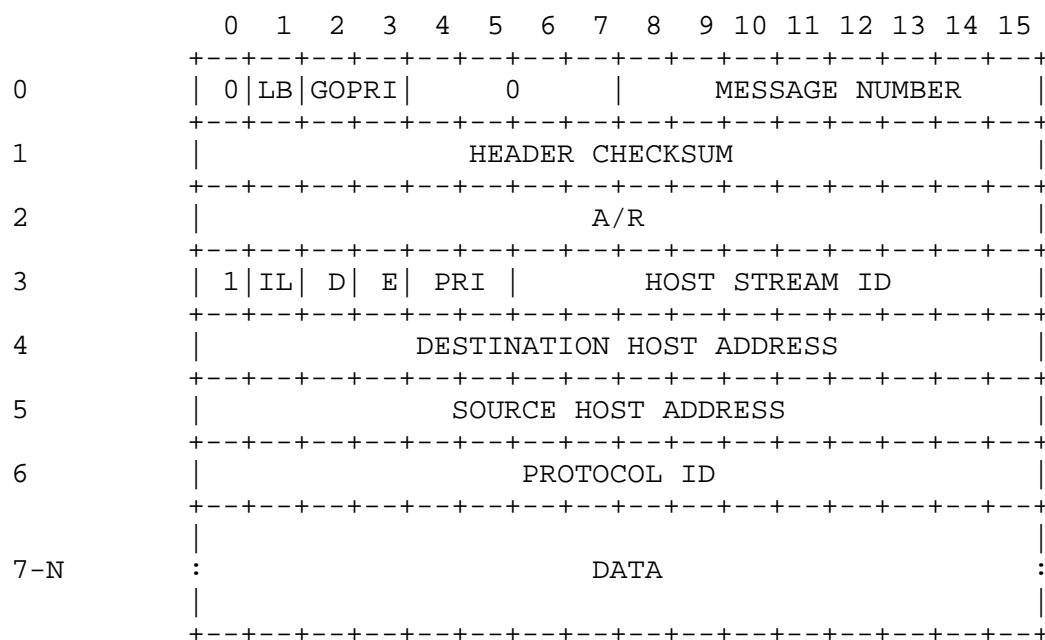 0  1  2  3  4  5  6  7  8  9 10 11 12 13 14 15
               +--+--+--+--+--+--+--+--+--+--+--+--+--+--+--+--+
0              | 0|LB|GOPRI|     0     |     MESSAGE NUMBER    |
               +--+--+--+--+--+--+--+--+--+--+--+--+--+--+--+--+
1              |               HEADER CHECKSUM                 |
               +--+--+--+--+--+--+--+--+--+--+--+--+--+--+--+--+
2              |                      A/R                      |
               +--+--+--+--+--+--+--+--+--+--+--+--+--+--+--+--+
3              | 1|IL| D| E| PRI |       HOST STREAM ID        |
               +--+--+--+--+--+--+--+--+--+--+--+--+--+--+--+--+
4              |            DESTINATION HOST ADDRESS           |
               +--+--+--+--+--+--+--+--+--+--+--+--+--+--+--+--+
5              |              SOURCE HOST ADDRESS              |
               +--+--+--+--+--+--+--+--+--+--+--+--+--+--+--+--+
6              |                  PROTOCOL ID                  |
               +--+--+--+--+--+--+--+--+--+--+--+--+--+--+--+--+
               |                                               |
7-N            :                      DATA                     :
               |                                               |
               +--+--+--+--+--+--+--+--+--+--+--+--+--+--+--+--+